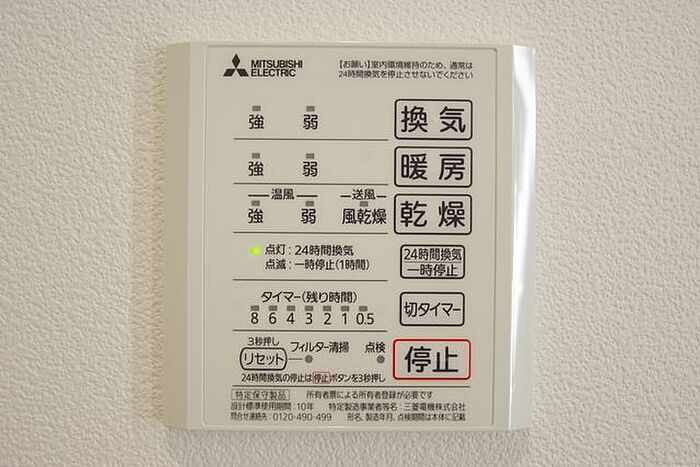 MITSUBISHI
ELECTRIC
【お願い】室内環境維持のため、通常は
24時間換気を停止させないでください
強 弱 換気
強 弱 暖房
温風 送風
強 弱 風乾燥 乾燥
点灯:24時間換気
点滅:一時停止(1時間)
24時間換気
一時停止
タイマー(残り時間)
8 6 4 3 2 1 0.5
切タイマー
3秒押し
リセット フィルター清掃 点検
停止
24時間換気の停止は停止ボタンを3秒押し
特定保守製品 所有者票による所有者登録が必要です
設計標準使用期間:10年 特定製造事業者等名:三菱電機株式会社
問合せ連絡先:0120-490-499 形名、製造年月、点検期間は本体に記載